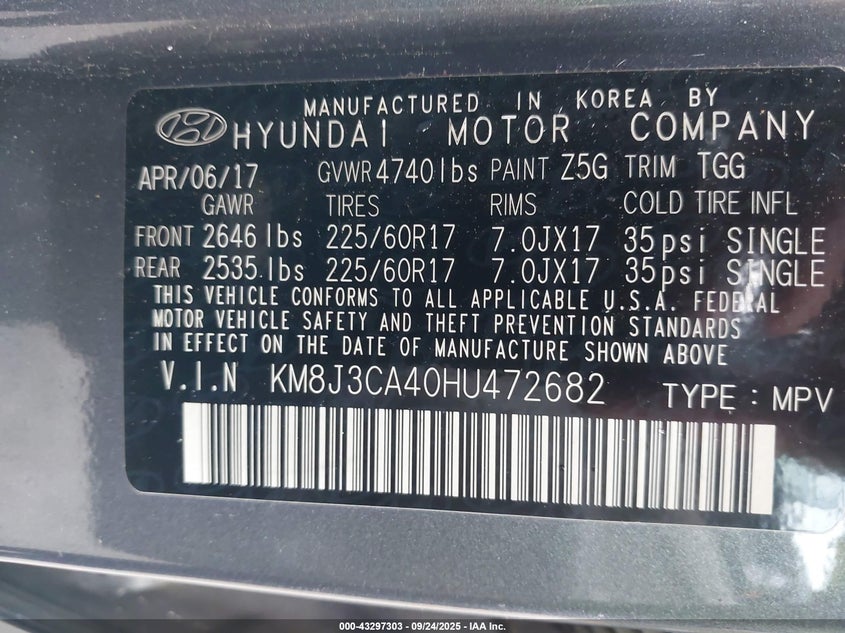 MANUFACTURED IN KOREA BY
HYUNDAI MOTOR COMPANY
APR/06/17 GVWR 4740lbs PAINT Z5G TRIM TGG
GAWR TIRES RIMS COLD TIRE INFL
FRONT 2646 lbs 225/60R17 7.0JX17 35psi SINGLE
REAR 2535 lbs 225/60R17 7.0JX17 35psi SINGLE
THIS VEHICLE CONFORMS TO ALL APPLICABLE U.S.A. FEDERAL
MOTOR VEHICLE SAFETY AND THEFT PREVENTION STANDARDS
IN EFFECT ON THE DATE OF MANUFACTURE SHOWN ABOVE
V.I.N KM8J3CA40HU472682 TYPE : MPV
000-43297303 - 09/24/2025 - IAA Inc.